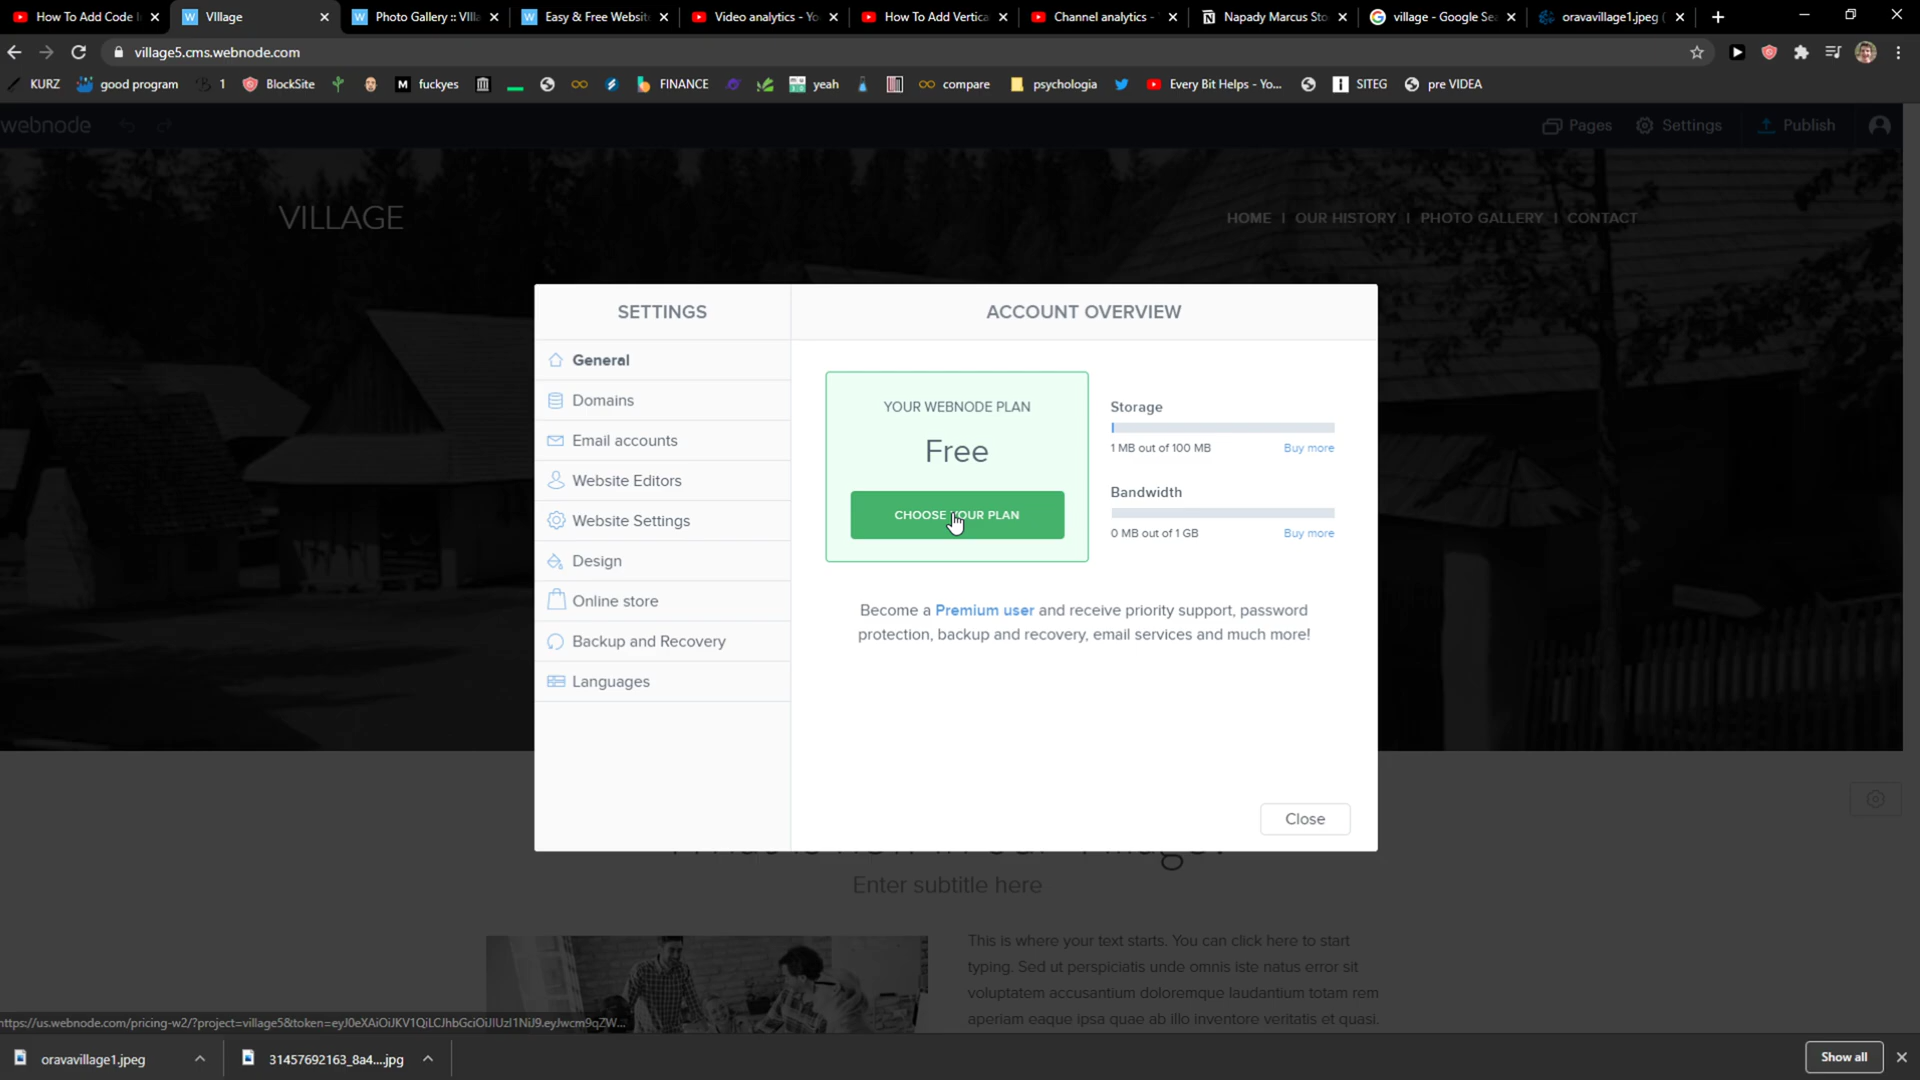 How To Add Code I
VIllage
Photo Gallery :: VIlla
Easy & Free Websit
Video analytics - Yo
How To Add Vertica
Channel analytics -
Napady Marcus Sto
village - Google Se
oravavillage1.jpeg (
village5.cms.webnode.com
KURZ
good program
1
BlockSite
fuckyes
FINANCE
yeah
compare
psychologia
Every Bit Helps - Yo...
SITEG
pre VIDEA
webnode
Pages
Settings
Publish
VILLAGE
HOME | OUR HISTORY | PHOTO GALLERY | CONTACT
SETTINGS
General
Domains
Email accounts
Website Editors
Website Settings
Design
Online store
Backup and Recovery
Languages
ACCOUNT OVERVIEW
YOUR WEBNODE PLAN
Free
CHOOSE YOUR PLAN
Storage
1 MB out of 100 MB
Buy more
Bandwidth
0 MB out of 1 GB
Buy more
Become a Premium user and receive priority support, password
protection, backup and recovery, email services and much more!
Close
Enter subtitle here
This is where your text starts. You can click here to start
typing. Sed ut perspiciatis unde omnis iste natus error sit
voluptatem accusantium doloremque laudantium totam rem
aperiam eaque ipsa quae ab illo inventore veritatis et quasi.
oravavillage1.jpeg
31457692163_8a4....jpg
Show all